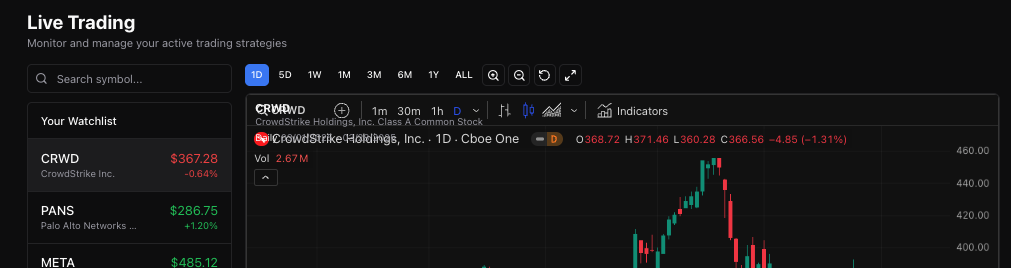 Live Trading
Monitor and manage your active trading strategies
Search symbol...
1D 5D 1W 1M 3M 6M 1Y ALL
Your Watchlist
CRWD $367.28
CrowdStrike Inc. -0.64%
PANS $286.75
Palo Alto Networks ... +1.20%
META $485.12
CRWD
CRWD
1m 30m 1h D Indicators
CrowdStrike Holdings, Inc. Class A Common Stock
CrowdStrike Holdings, Inc. · 1D · Cboe One D O368.72 H371.46 L360.28 C366.56 −4.85 (−1.31%)
Vol 2.67M
460.00
440.00
420.00
400.00